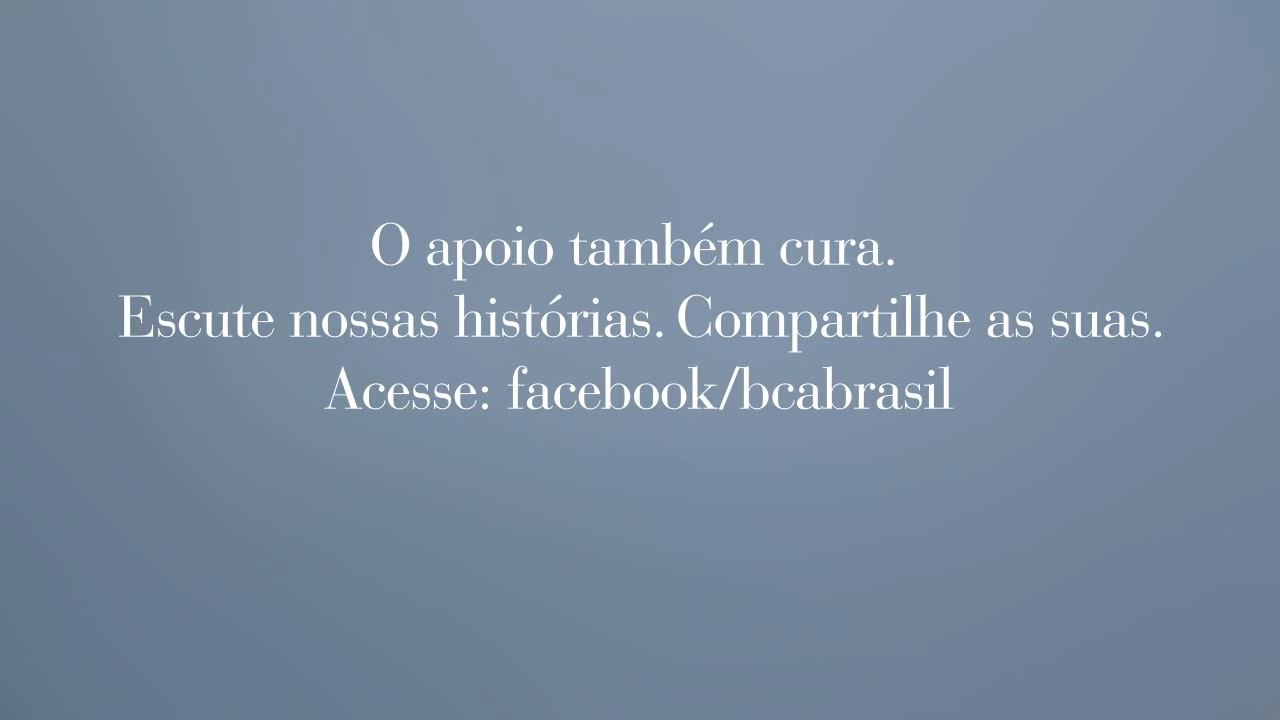 O apoio também cura.
Escute nossas histórias. Compartilhe as suas.
Acesse: facebook/bcabrasil